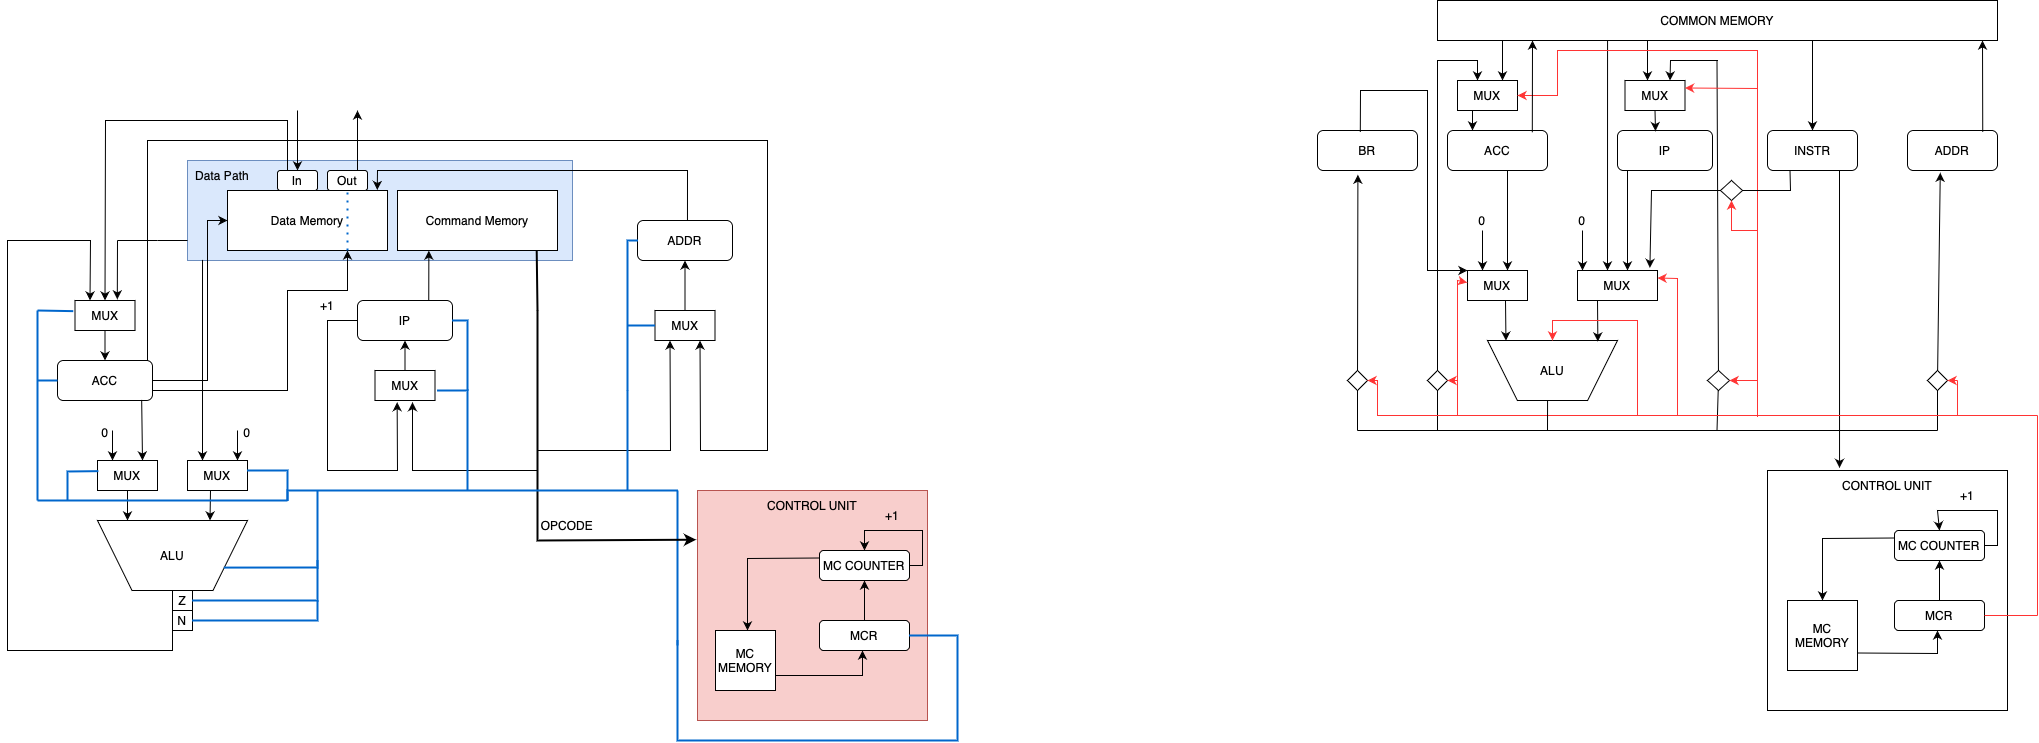 Data Path
In
Out
Data Memory
Command Memory
ADDR
+1
IP
MUX
MUX
MUX
ACC
0
0
MUX
MUX
ALU
Z
N
OPCODE
CONTROL UNIT
+1
MC COUNTER
MCR
MC
MEMORY
COMMON MEMORY
MUX
MUX
BR
ACC
IP
INSTR
ADDR
0
0
MUX
MUX
ALU
CONTROL UNIT
+1
MC COUNTER
MCR
MC
MEMORY